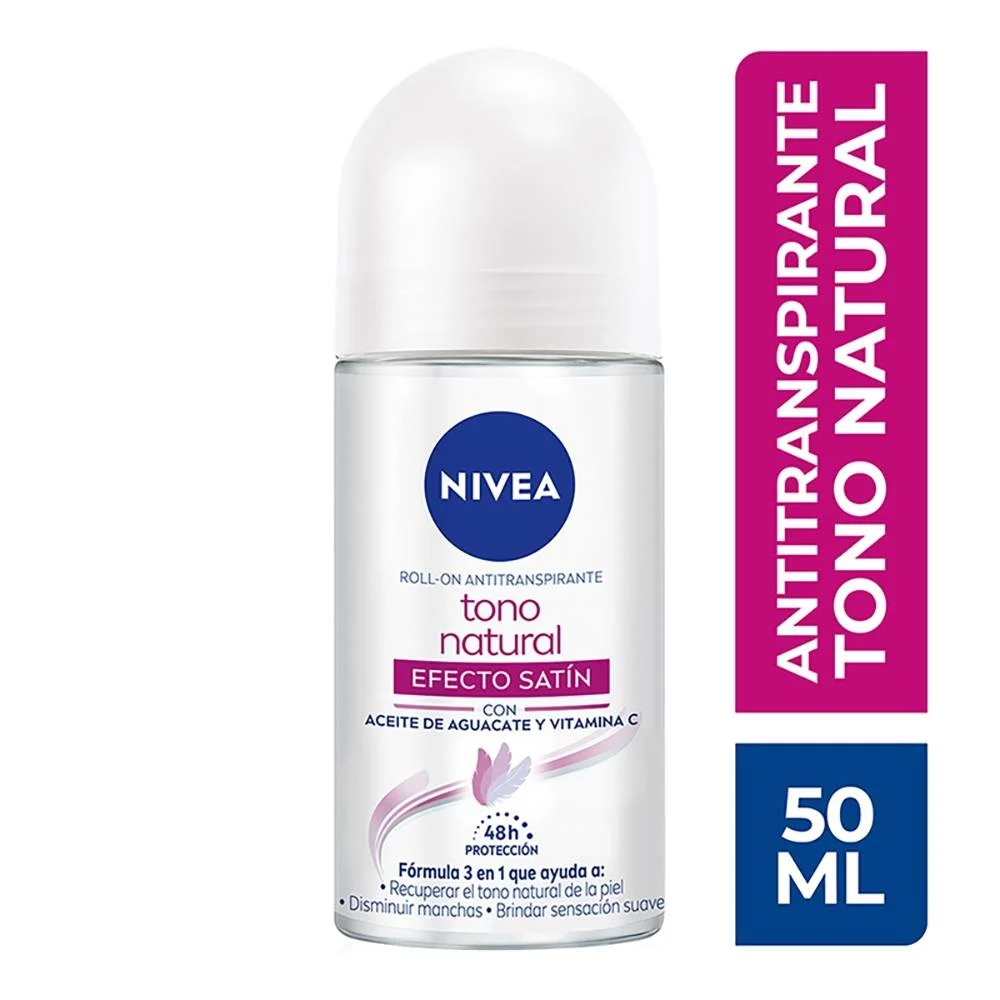 NIVEA
ROLL-ON ANTITRANSPIRANTE
tono
natural
EFECTO SATÍN
CON
ACEITE DE AGUACATE Y VITAMINA C
48h
PROTECCIÓN
Fórmula 3 en 1 que ayuda a:
• Recuperar el tono natural de la piel
• Disminuir manchas • Brindar sensación suave
ANTITRANSPIRANTE
TONO NATURAL
50
ML